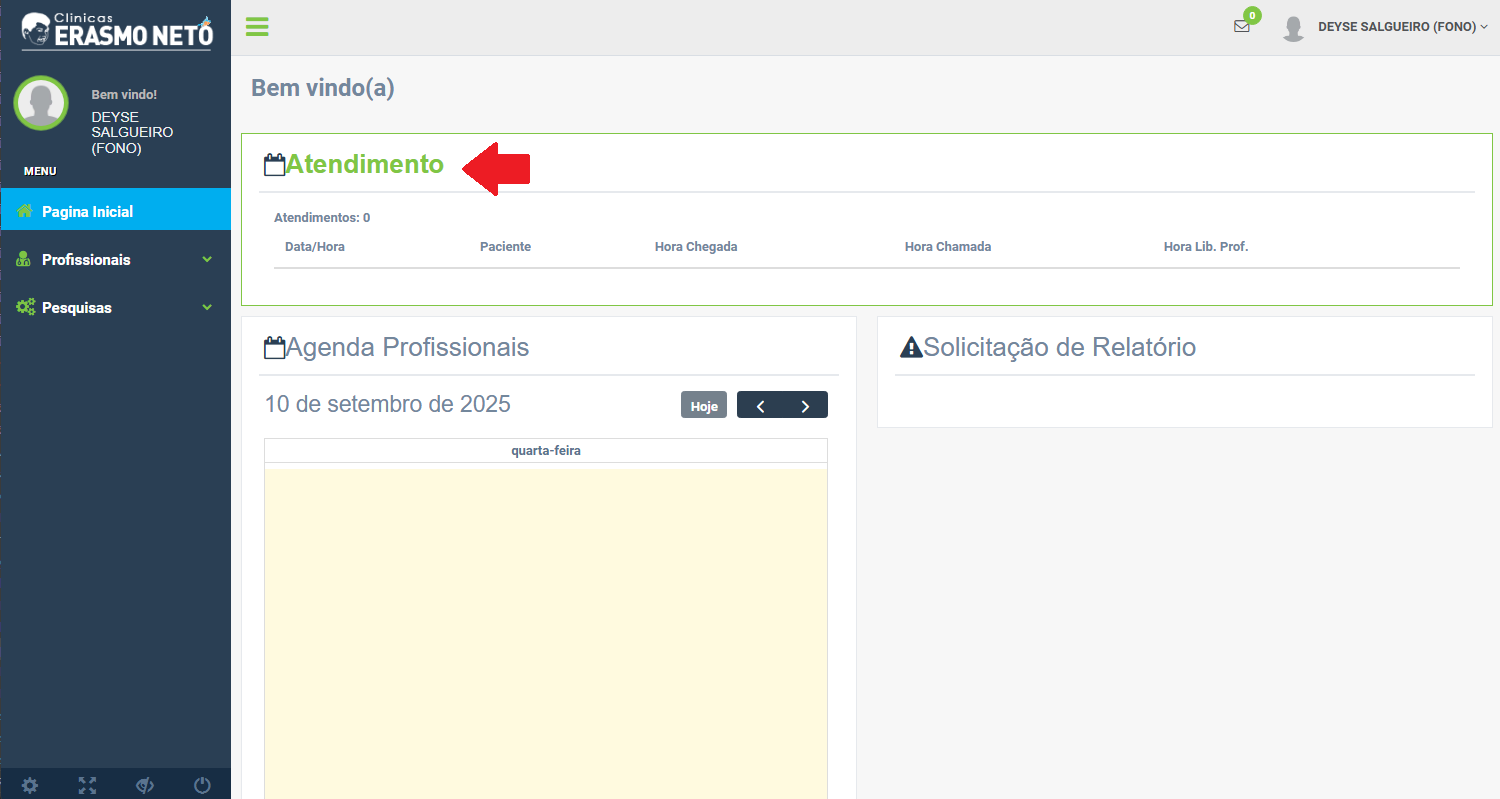 Clinicas
ERASMO NETO
Bem vindo!
DEYSE
SALGUEIRO
(FONO)
MENU
Pagina Inicial
Profissionais
Pesquisas
0
DEYSE SALGUEIRO (FONO)
Bem vindo(a)
Atendimento
Atendimentos: 0
Data/Hora Paciente Hora Chegada Hora Chamada Hora Lib. Prof.
Agenda Profissionais
10 de setembro de 2025
Hoje
quarta-feira
Solicitação de Relatório